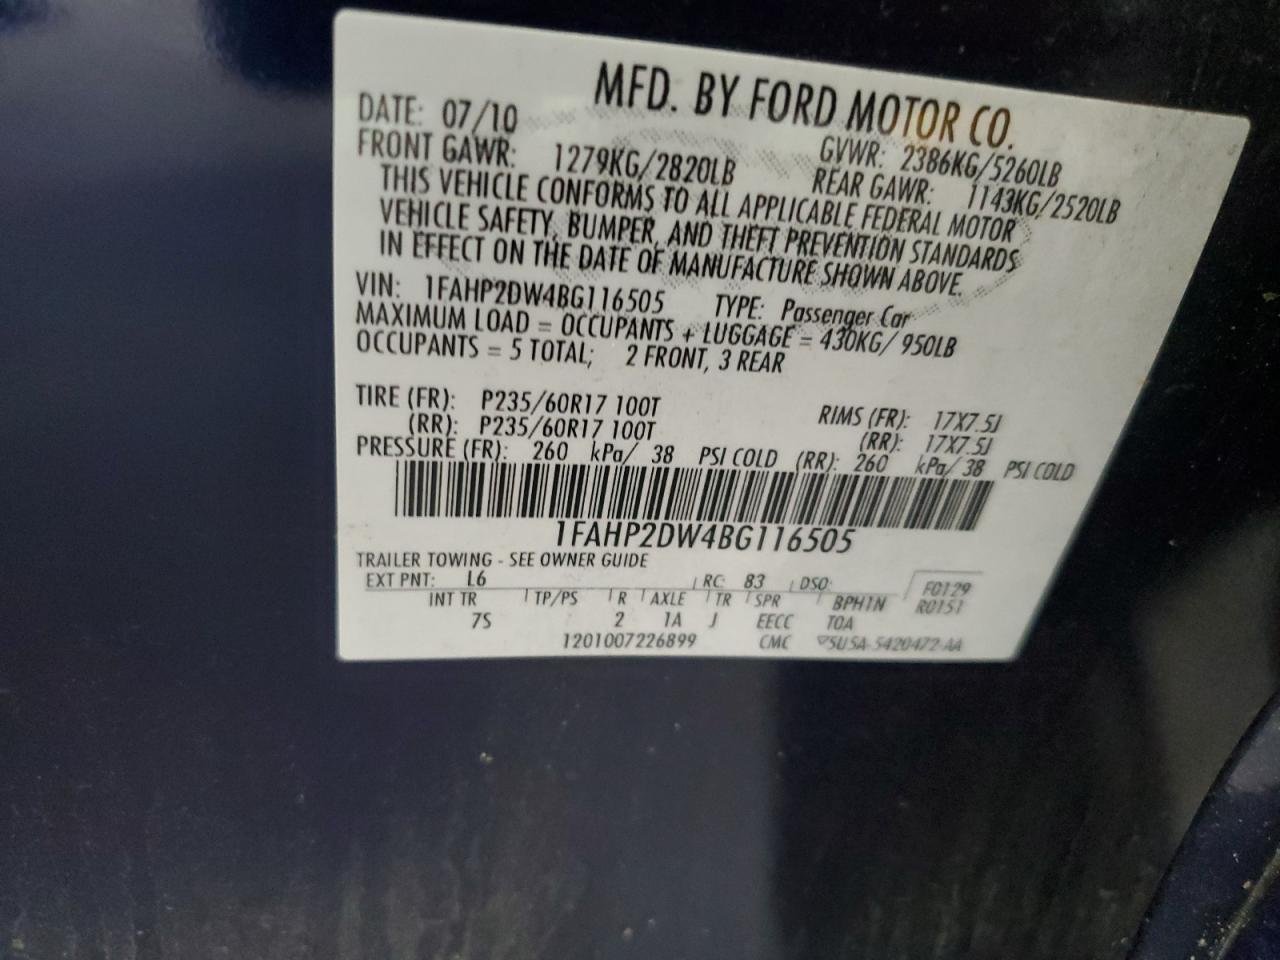 MFD. BY FORD MOTOR CO.
DATE: 07/10 GVWR: 2386KG/5260LB
FRONT GAWR: 1279KG/2820LB REAR GAWR: 1143KG/2520LB
THIS VEHICLE CONFORMS TO ALL APPLICABLE FEDERAL MOTOR
VEHICLE SAFETY, BUMPER, AND THEFT PREVENTION STANDARDS
IN EFFECT ON THE DATE OF MANUFACTURE SHOWN ABOVE.
VIN: 1FAHP2DW4BG116505 TYPE: Passenger Car
MAXIMUM LOAD = OCCUPANTS + LUGGAGE = 430KG/ 950LB
OCCUPANTS = 5 TOTAL; 2 FRONT, 3 REAR
TIRE (FR): P235/60R17 100T RIMS (FR): 17X7.5J
(RR): P235/60R17 100T (RR): 17X7.5J
PRESSURE (FR): 260 kPa/ 38 PSI COLD (RR): 260 kPa/ 38 PSI COLD
1FAHP2DW4BG116505
TRAILER TOWING - SEE OWNER GUIDE
EXT PNT: L6 RC: 83 DSO: F0129
INT TR TP/PS R AXLE TR SPR BPH1N R0151
7S 2 1A J EECC TOA
1201007226899 CMC 5U5A-5420472-AA